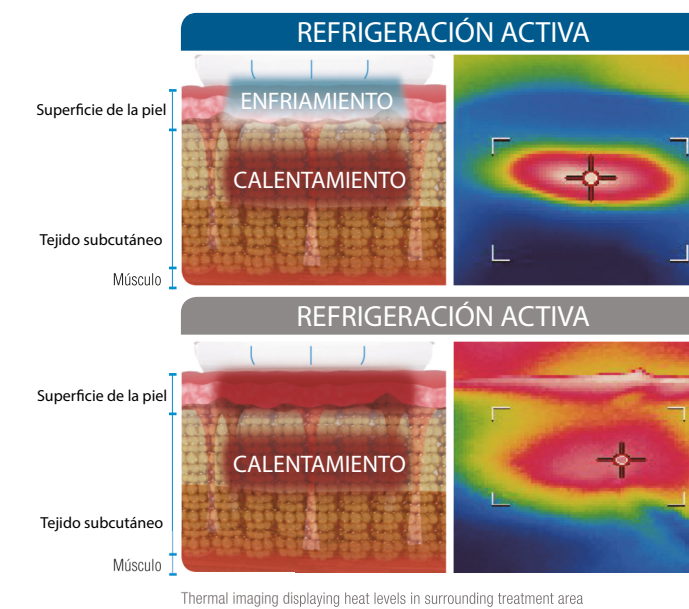 REFRIGERACIÓN ACTIVA
Superficie de la piel
ENFRIAMIENTO
CALENTAMIENTO
Tejido subcutáneo
Músculo
REFRIGERACIÓN ACTIVA
Superficie de la piel
CALENTAMIENTO
Tejido subcutáneo
Músculo
Thermal imaging displaying heat levels in surrounding treatment area